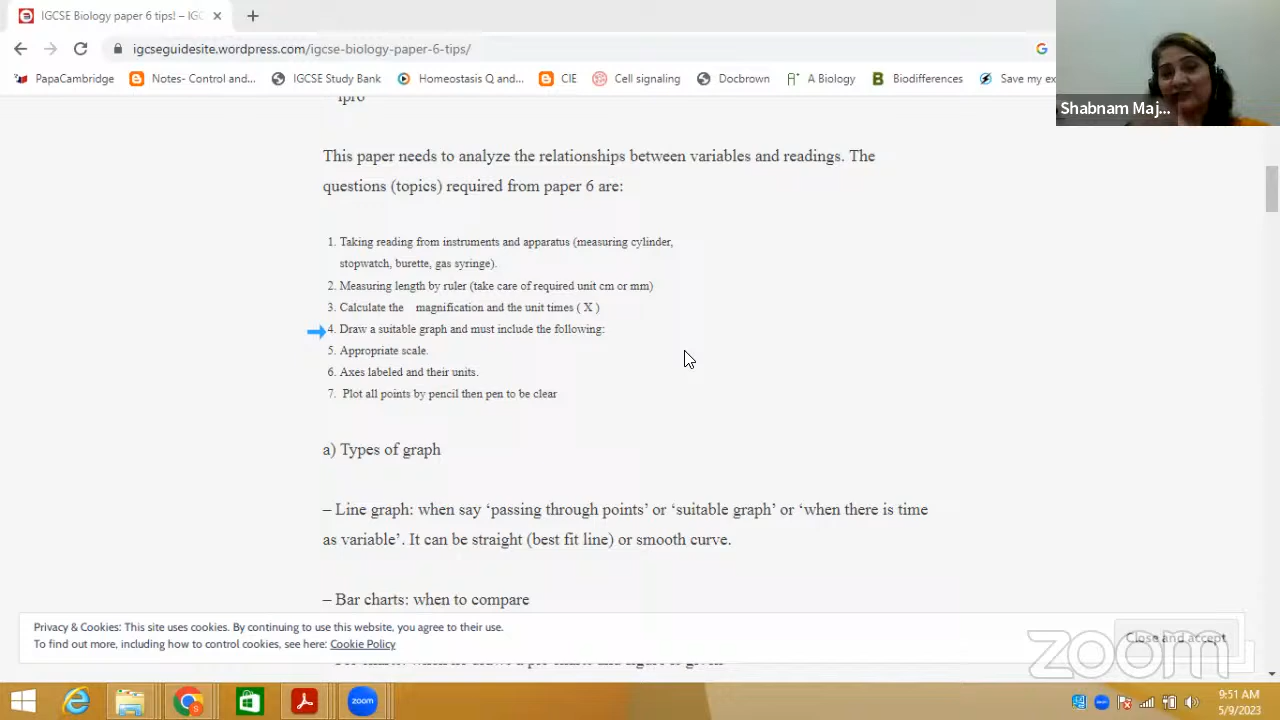 IGCSE Biology paper 6 tips! – IGC
igcseguidesite.wordpress.com/igcse-biology-paper-6-tips/
PapaCambridge
Notes- Control and...
IGCSE Study Bank
Homeostasis Q and...
CIE
Cell signaling
Docbrown
A Biology
Biodifferences
Save my ex
Shabnam Maj...
ipro
This paper needs to analyze the relationships between variables and readings. The
questions (topics) required from paper 6 are:
1. Taking reading from instruments and apparatus (measuring cylinder,
stopwatch, burette, gas syringe).
2. Measuring length by ruler (take care of required unit cm or mm)
3. Calculate the magnification and the unit times ( X )
4. Draw a suitable graph and must include the following:
5. Appropriate scale.
6. Axes labeled and their units.
7. Plot all points by pencil then pen to be clear
a) Types of graph
– Line graph: when say ‘passing through points’ or ‘suitable graph’ or ‘when there is time
as variable’. It can be straight (best fit line) or smooth curve.
– Bar charts: when to compare
Privacy & Cookies: This site uses cookies. By continuing to use this website, you agree to their use.
To find out more, including how to control cookies, see here: Cookie Policy
Close and accept
zoom
zoom
9:51 AM
5/9/2023